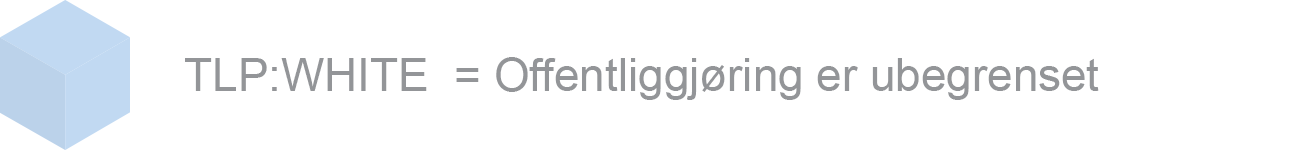 TLP:WHITE = Offentliggjøring er ubegrenset